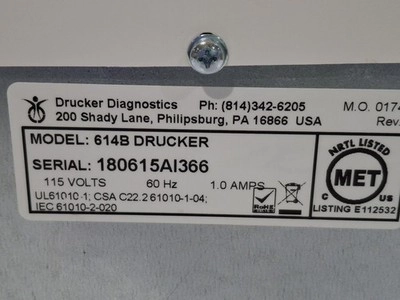 Drucker Diagnostics Ph: (814)342-6205 M.O. 0174
200 Shady Lane, Philipsburg, PA 16866 USA Rev.
MODEL: 614B DRUCKER
SERIAL: 180615AI366
115 VOLTS 60 Hz 1.0 AMPS
UL61010-1; CSA C22.2 61010-1-04;
IEC 61010-2-020
RoHS
NRTL LISTED
MET
C US
LISTING E112532